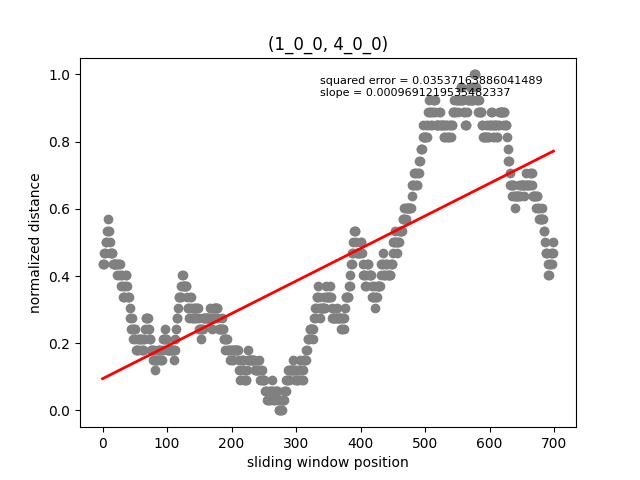 (1_0_0, 4_0_0)
squared error = 0.03537163886041489
slope = 0.0009691219535482337
normalized distance
1.0
0.8
0.6
0.4
0.2
0.0
0 100 200 300 400 500 600 700
sliding window position